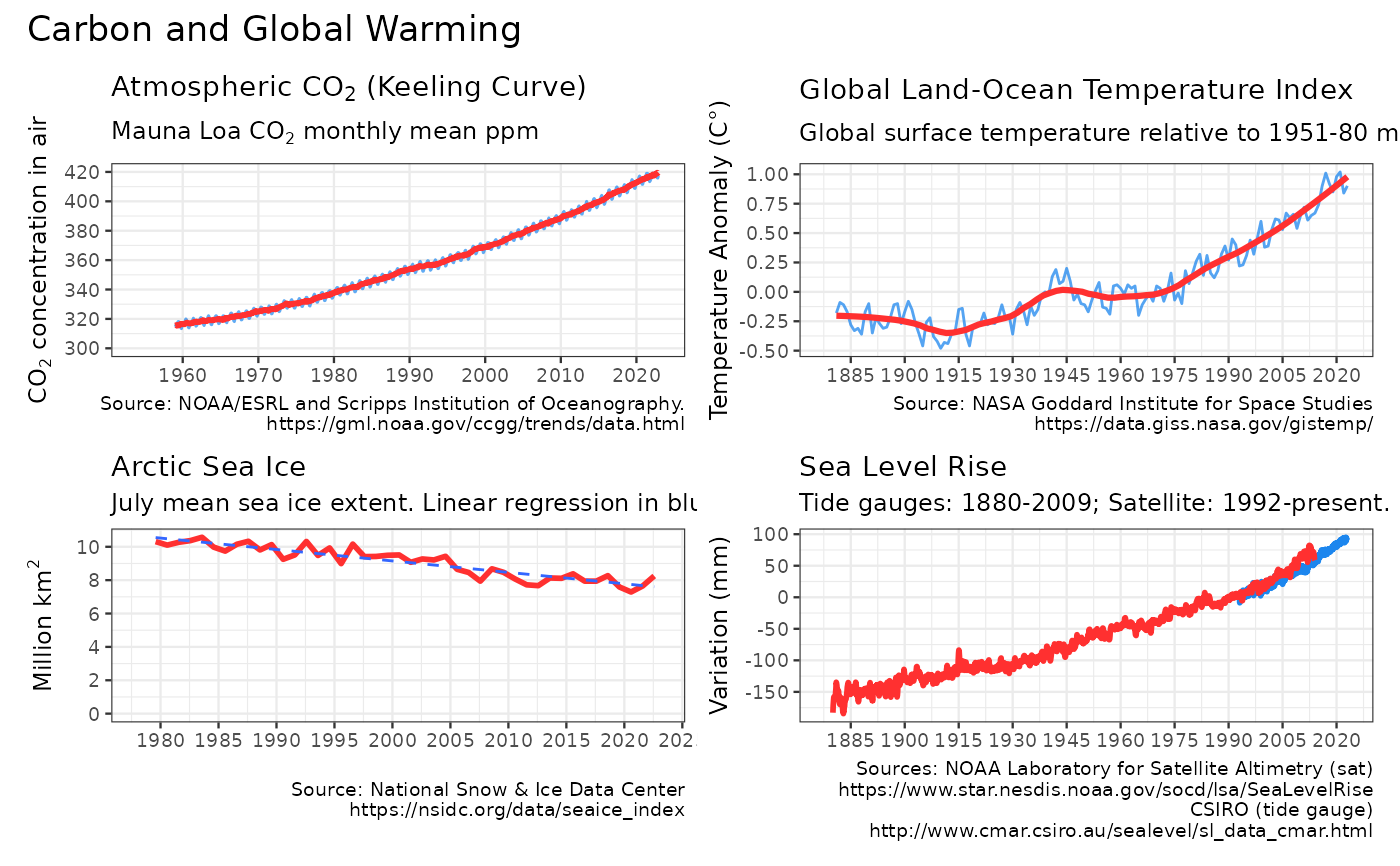 Carbon and Global Warming
Atmospheric CO₂ (Keeling Curve)
Mauna Loa CO₂ monthly mean ppm
CO₂ concentration in air
420
400
380
360
340
320
300
1960 1970 1980 1990 2000 2010 2020
Source: NOAA/ESRL and Scripps Institution of Oceanography.
https://gml.noaa.gov/ccgg/trends/data.html
Global Land-Ocean Temperature Index
Global surface temperature relative to 1951-80 m
Temperature Anomaly (C°)
1.00
0.75
0.50
0.25
0.00
-0.25
-0.50
1885 1900 1915 1930 1945 1960 1975 1990 2005 2020
Source: NASA Goddard Institute for Space Studies
https://data.giss.nasa.gov/gistemp/
Arctic Sea Ice
July mean sea ice extent. Linear regression in blu
Million km²
10
8
6
4
2
0
1980 1985 1990 1995 2000 2005 2010 2015 2020 202
Source: National Snow & Ice Data Center
https://nsidc.org/data/seaice_index
Sea Level Rise
Tide gauges: 1880-2009; Satellite: 1992-present.
Variation (mm)
100
50
0
-50
-100
-150
1885 1900 1915 1930 1945 1960 1975 1990 2005 2020
Sources: NOAA Laboratory for Satellite Altimetry (sat)
https://www.star.nesdis.noaa.gov/socd/lsa/SeaLevelRise
CSIRO (tide gauge)
http://www.cmar.csiro.au/sealevel/sl_data_cmar.html